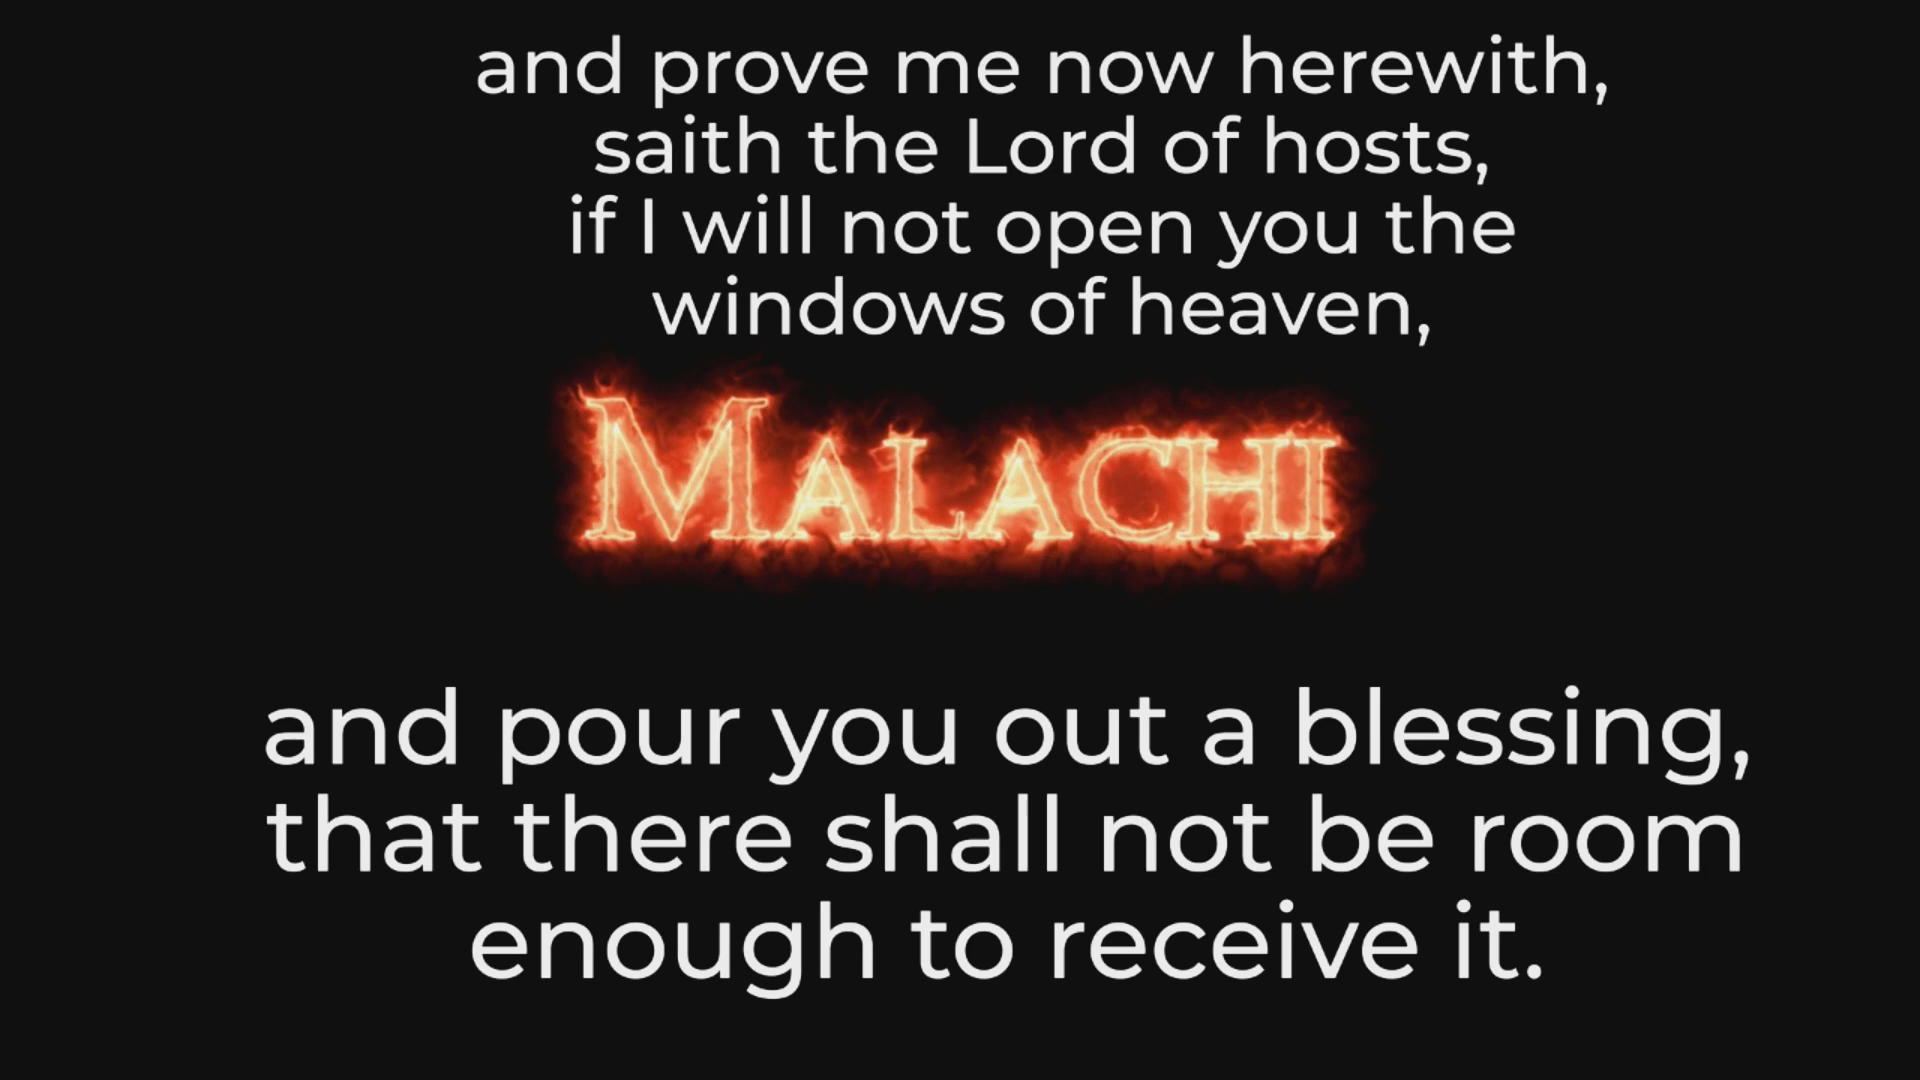 and prove me now herewith,
saith the Lord of hosts,
if I will not open you the
windows of heaven,
MALACHI
and pour you out a blessing,
that there shall not be room
enough to receive it.